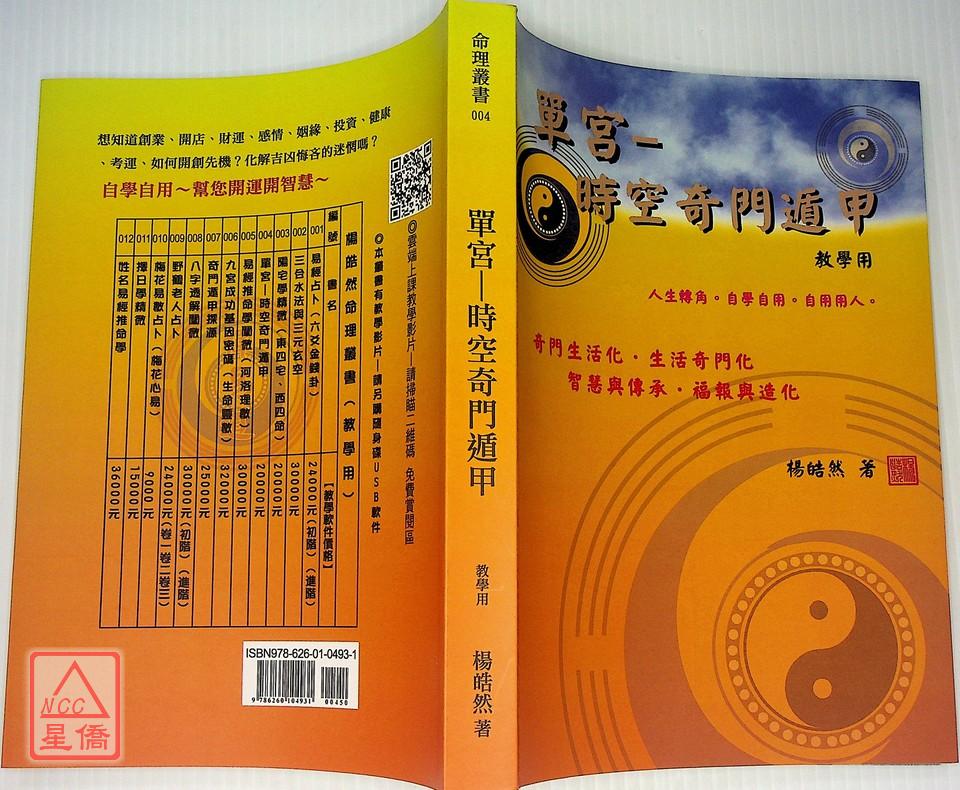 單宮—
時空奇門遁甲
教學用
人生轉角。自學自用。自用用人。
奇門生活化．生活奇門化
智慧與傳承．福報與造化
楊皓然 著
命理叢書
004
單宮—時空奇門遁甲
教學用
楊皓然 著
想知道創業、開店、財運、感情、姻緣、投資、健康
、考運、如何開創先機？化解吉凶悔吝的迷惘嗎？
自學自用～幫您開運開智慧～
◎雲端上課教學影片—請掃瞄二維碼 免費賞閱區
◎本叢書有教學影片—請另購隨身碟USB軟件
楊皓然命理叢書（教學用）
編號 書名 【教學軟件價格】
001 易經占卜（六爻金錢卦） 24000元（初階）（進階）
002 三合水法與三元玄空 30000元
003 陽宅學精微（東四宅、西四命） 20000元
004 單宮—時空奇門遁甲 20000元
005 易經推命學闡微（河洛理數） 30000元
006 九宮成功基因密碼（生命靈數） 32000元
007 奇門遁甲探源 25000元
008 八字透解闡微 30000元（初階）（進階）
009 野鶴老人占卜 24000元（卷一卷二卷三）
010 梅花易數占卜（梅花心易） 9000元
011 擇日學精微 15000元
012 姓名易經推命學 36000元
ISBN978-626-01-0493-1
9 786260 104931
00450
NCC
星僑